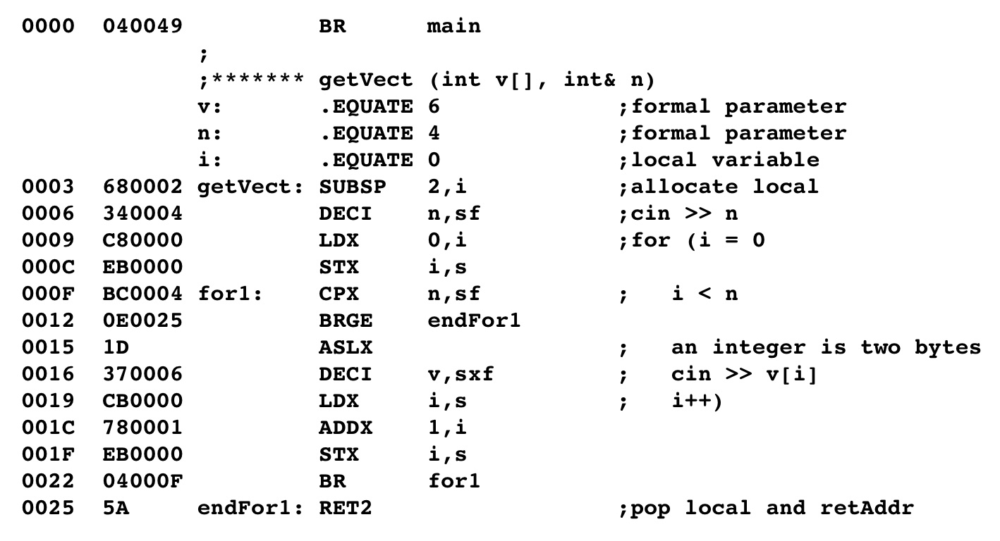 0000 040049 BR main
;
;******* getVect (int v[], int& n)
v: .EQUATE 6 ;formal parameter
n: .EQUATE 4 ;formal parameter
i: .EQUATE 0 ;local variable
0003 680002 getVect: SUBSP 2,i ;allocate local
0006 340004 DECI n,sf ;cin >> n
0009 C80000 LDX 0,i ;for (i = 0
000C EB0000 STX i,s
000F BC0004 for1: CPX n,sf ; i < n
0012 0E0025 BRGE endFor1
0015 1D ASLX ; an integer is two bytes
0016 370006 DECI v,sxf ; cin >> v[i]
0019 CB0000 LDX i,s ; i++)
001C 780001 ADDX 1,i
001F EB0000 STX i,s
0022 04000F BR for1
0025 5A endFor1: RET2 ;pop local and retAddr